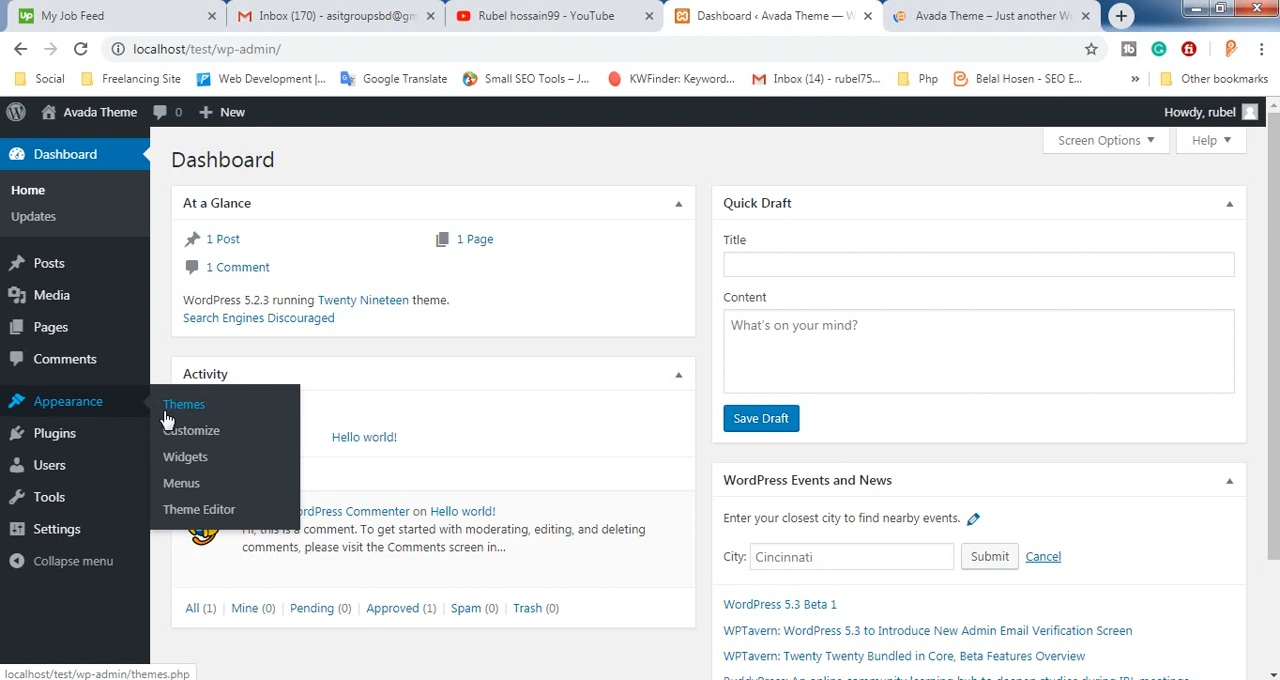 Up My Job Feed
Inbox (170) - asitgroupsbd@gm
Rubel hossain99 - YouTube
Dashboard ‹ Avada Theme — W
Avada Theme – Just another Wo
localhost/test/wp-admin/
Social
Freelancing Site
Web Development |...
Google Translate
Small SEO Tools – J...
KWFinder: Keyword...
Inbox (14) - rubel75...
Php
Belal Hosen - SEO E...
»
Other bookmarks
Avada Theme
0
New
Howdy, rubel
Dashboard
Home
Updates
Posts
Media
Pages
Comments
Appearance
Plugins
Users
Tools
Settings
Collapse menu
Themes
Customize
Widgets
Menus
Theme Editor
Screen Options
Help
Dashboard
At a Glance
1 Post
1 Page
1 Comment
WordPress 5.2.3 running Twenty Nineteen theme.
Search Engines Discouraged
Activity
Hello world!
WordPress Commenter on Hello world!
Hi, this is a comment. To get started with moderating, editing, and deleting
comments, please visit the Comments screen in...
All (1) | Mine (0) | Pending (0) | Approved (1) | Spam (0) | Trash (0)
Quick Draft
Title
Content
What's on your mind?
Save Draft
WordPress Events and News
Enter your closest city to find nearby events.
City: Cincinnati Submit Cancel
WordPress 5.3 Beta 1
WPTavern: WordPress 5.3 to Introduce New Admin Email Verification Screen
WPTavern: Twenty Twenty Bundled in Core, Beta Features Overview
localhost/test/wp-admin/themes.php